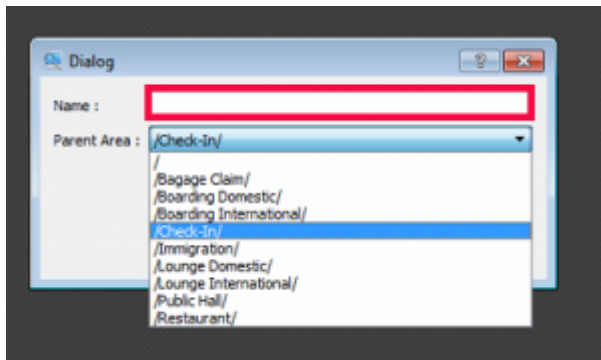 Dialog
Name :
Parent Area : /Check-In/
/
/Bagage Claim/
/Boarding Domestic/
/Boarding International/
/Check-In/
/Immigration/
/Lounge Domestic/
/Lounge International/
/Public Hall/
/Restaurant/